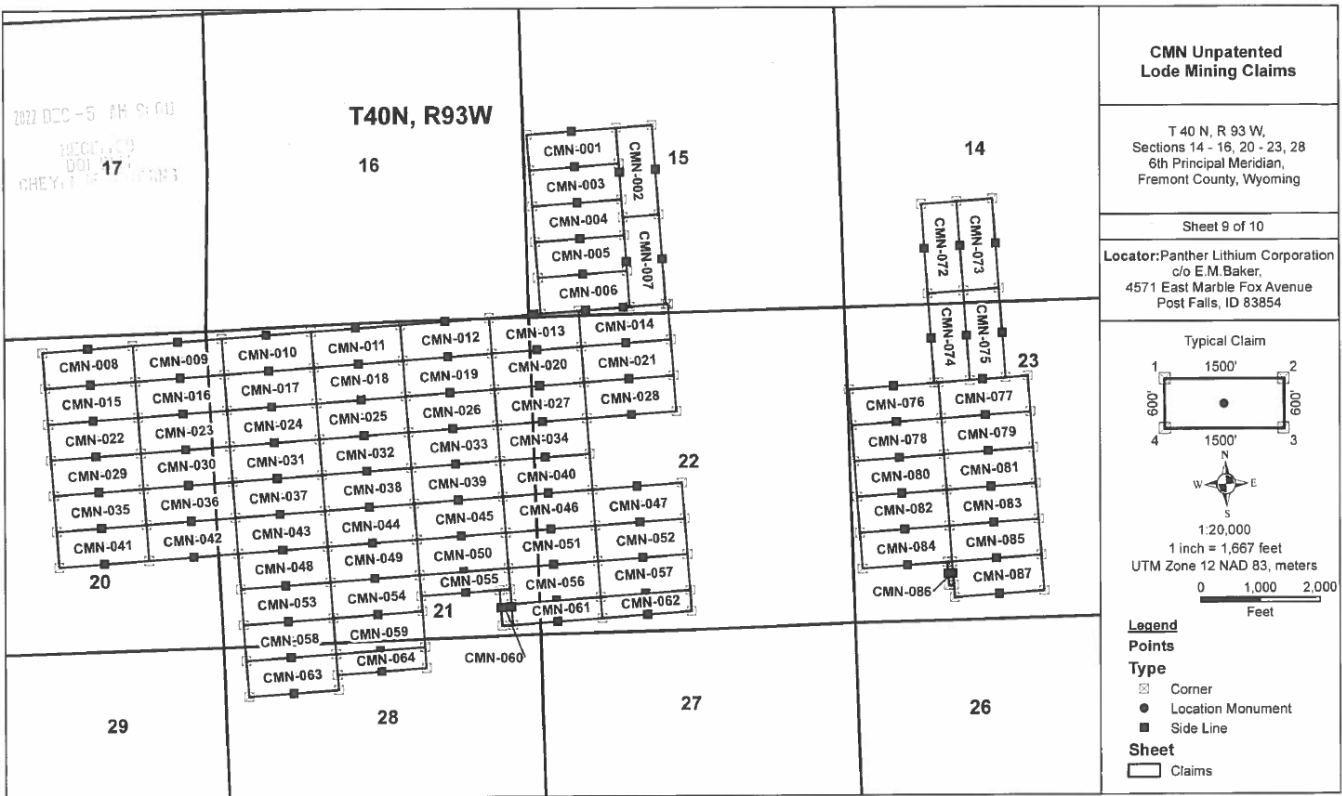 2022 DEC -5
RECEIVED
17
T40N, R93W
16
15
14
CMN-001
CMN-002
CMN-003
CMN-004
CMN-005
CMN-006
CMN-007
CMN-072
CMN-073
CMN-074
CMN-075
23
CMN-008
CMN-009
CMN-010
CMN-011
CMN-012
CMN-013
CMN-014
CMN-015
CMN-016
CMN-017
CMN-018
CMN-019
CMN-020
CMN-021
CMN-022
CMN-023
CMN-024
CMN-025
CMN-026
CMN-027
CMN-028
CMN-029
CMN-030
CMN-031
CMN-032
CMN-033
CMN-034
22
CMN-035
CMN-036
CMN-037
CMN-038
CMN-039
CMN-040
CMN-041
CMN-042
CMN-043
CMN-044
CMN-045
CMN-046
CMN-047
20
CMN-048
CMN-049
CMN-050
CMN-051
CMN-052
CMN-053
CMN-054
CMN-055
CMN-056
CMN-057
21
CMN-058
CMN-059
CMN-060
CMN-061
CMN-062
CMN-063
CMN-064
CMN-076
CMN-077
CMN-078
CMN-079
CMN-080
CMN-081
CMN-082
CMN-083
CMN-084
CMN-085
CMN-086
CMN-087
29
28
27
26
CMN Unpatented
Lode Mining Claims
T 40 N, R 93 W,
Sections 14 - 16, 20 - 23, 28
6th Principal Meridian,
Fremont County, Wyoming
Sheet 9 of 10
Locator:Panther Lithium Corporation
c/o E.M.Baker,
4571 East Marble Fox Avenue
Post Falls, ID 83854
Typical Claim
1 1500' 2
600' 600'
4 1500' 3
N
W E
S
1:20,000
1 inch = 1,667 feet
UTM Zone 12 NAD 83, meters
0 1,000 2,000
Feet
Legend
Points
Type
Corner
Location Monument
Side Line
Sheet
Claims